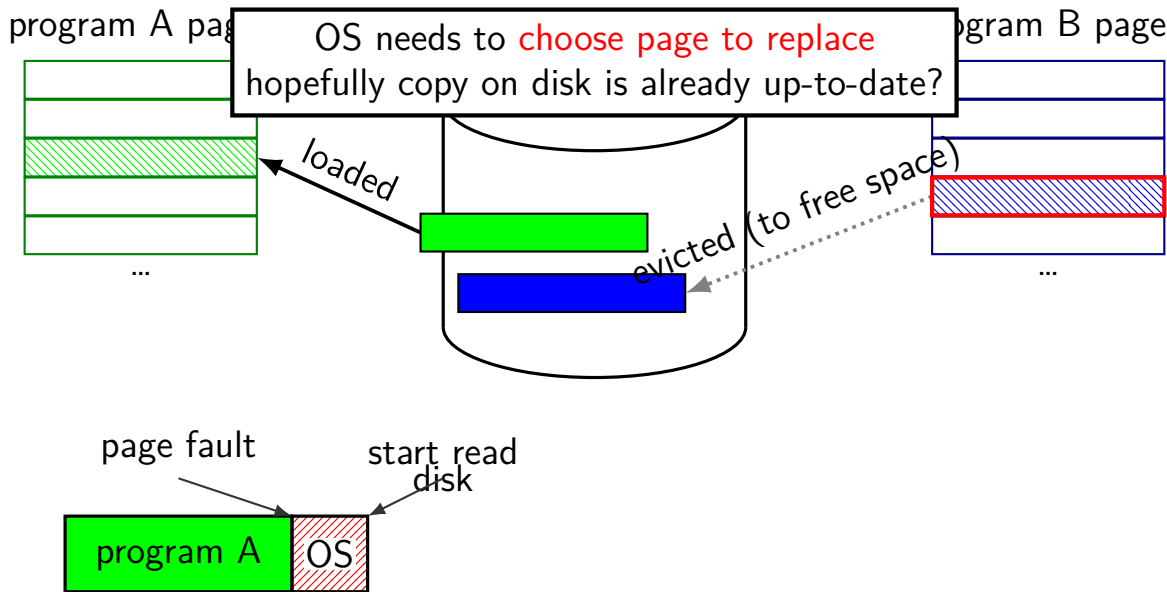 program A pag
OS needs to choose page to replace
hopefully copy on disk is already up-to-date?
ogram B page
loaded
evicted (to free space)
...
...
page fault
start read
disk
program A
OS